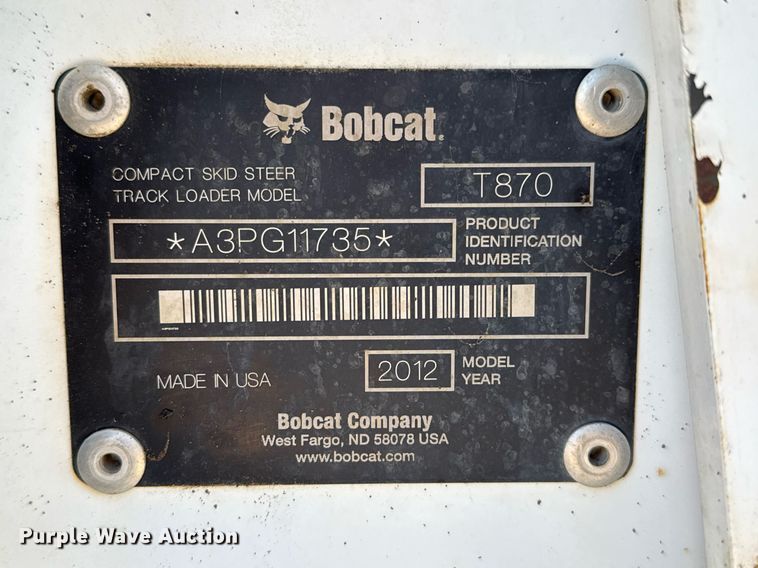 Bobcat®
COMPACT SKID STEER
TRACK LOADER MODEL
T870
*A3PG11735*
PRODUCT
IDENTIFICATION
NUMBER
MADE IN USA
2012
MODEL
YEAR
Bobcat Company
West Fargo, ND 58078 USA
www.bobcat.com
Purple Wave Auction